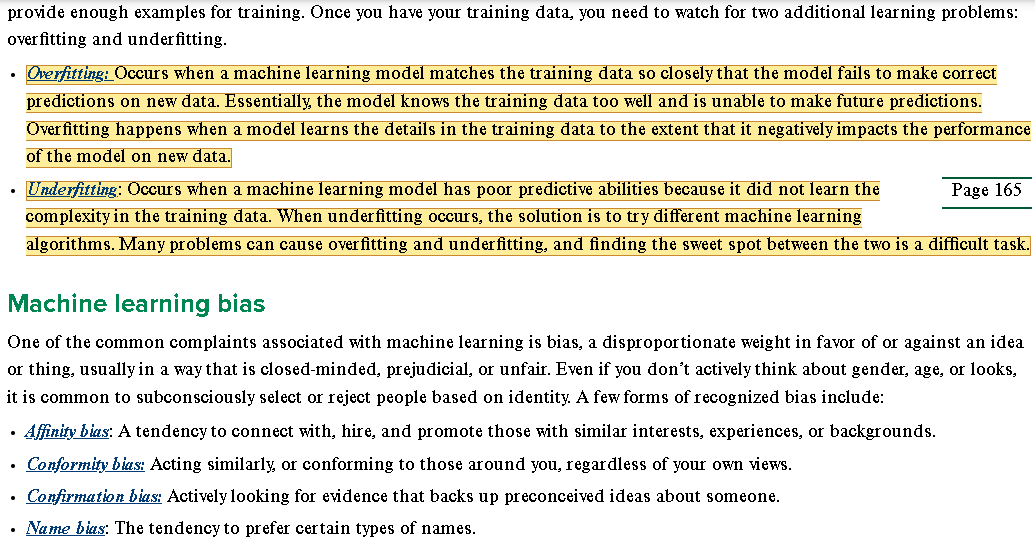 provide enough examples for training. Once you have your training data, you need to watch for two additional learning problems:
overfitting and underfitting.
• Overfitting: Occurs when a machine learning model matches the training data so closely that the model fails to make correct
predictions on new data. Essentially, the model knows the training data too well and is unable to make future predictions.
Overfitting happens when a model learns the details in the training data to the extent that it negatively impacts the performance
of the model on new data.
• Underfitting: Occurs when a machine learning model has poor predictive abilities because it did not learn the
Page 165
complexity in the training data. When underfitting occurs, the solution is to try different machine learning
algorithms. Many problems can cause overfitting and underfitting, and finding the sweet spot between the two is a difficult task.
Machine learning bias
One of the common complaints associated with machine learning is bias, a disproportionate weight in favor of or against an idea
or thing, usually in a way that is closed-minded, prejudicial, or unfair. Even if you don’t actively think about gender, age, or looks,
it is common to subconsciously select or reject people based on identity. A few forms of recognized bias include:
• Affinity bias: A tendency to connect with, hire, and promote those with similar interests, experiences, or backgrounds.
• Conformity bias: Acting similarly, or conforming to those around you, regardless of your own views.
• Confirmation bias: Actively looking for evidence that backs up preconceived ideas about someone.
• Name bias: The tendency to prefer certain types of names.